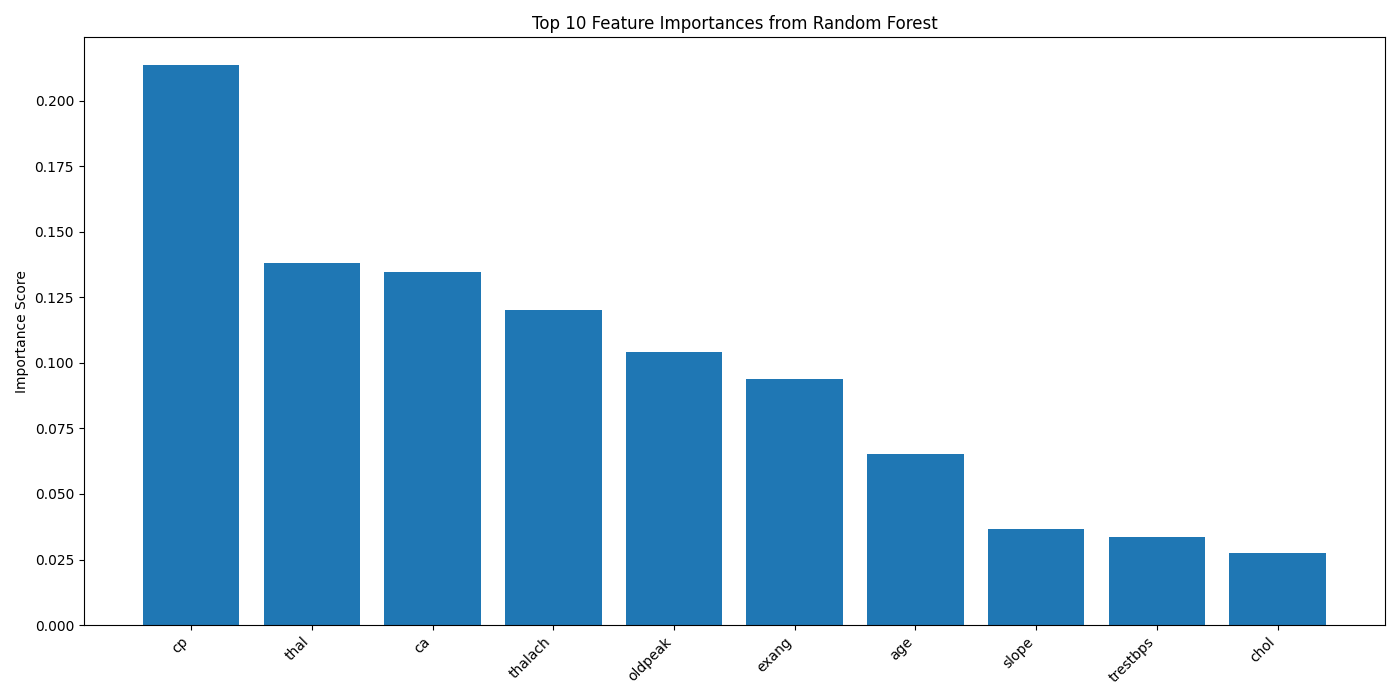 Top 10 Feature Importances from Random Forest
Importance Score
0.200
0.175
0.150
0.125
0.100
0.075
0.050
0.025
0.000
cp
thal
ca
thalach
oldpeak
exang
age
slope
trestbps
chol